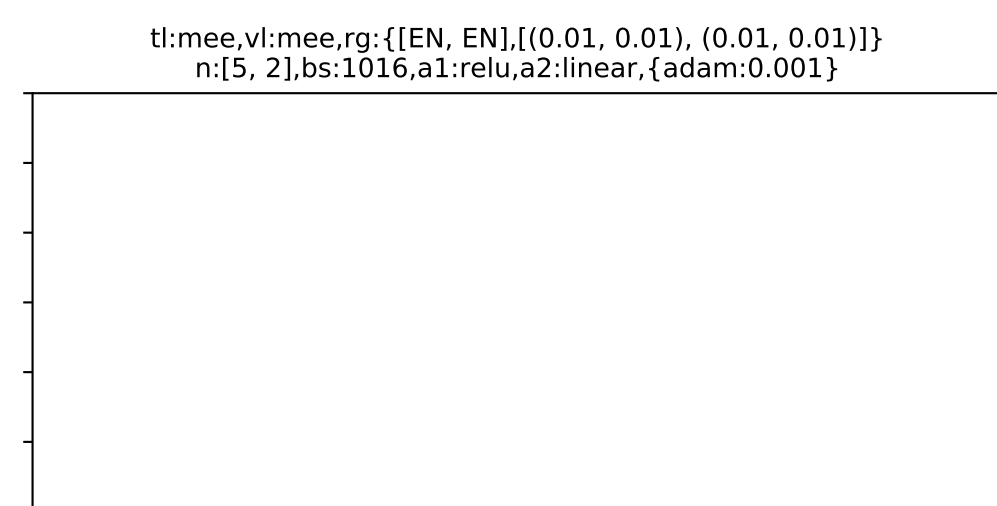 tl:mee,vl:mee,rg:{[EN, EN],[(0.01, 0.01), (0.01, 0.01)]}
n:[5, 2],bs:1016,a1:relu,a2:linear,{adam:0.001}